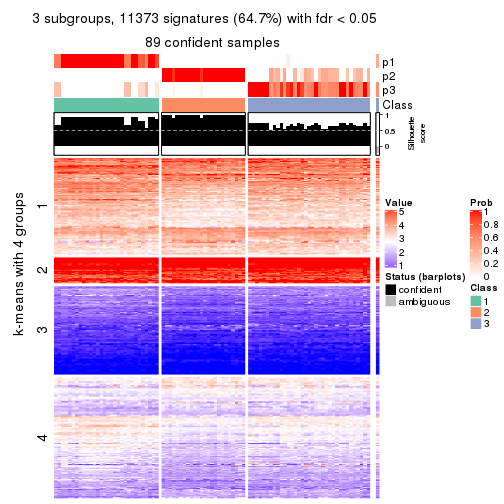 3 subgroups, 11373 signatures (64.7%) with fdr < 0.05
89 confident samples
p1
p2
p3
Class
1
0.5
0
Silhouette
score
k-means with 4 groups
1
2
3
4
Value
5
4
3
2
1
Status (barplots)
confident
ambiguous
Prob
1
0.8
0.6
0.4
0.2
0
Class
1
2
3